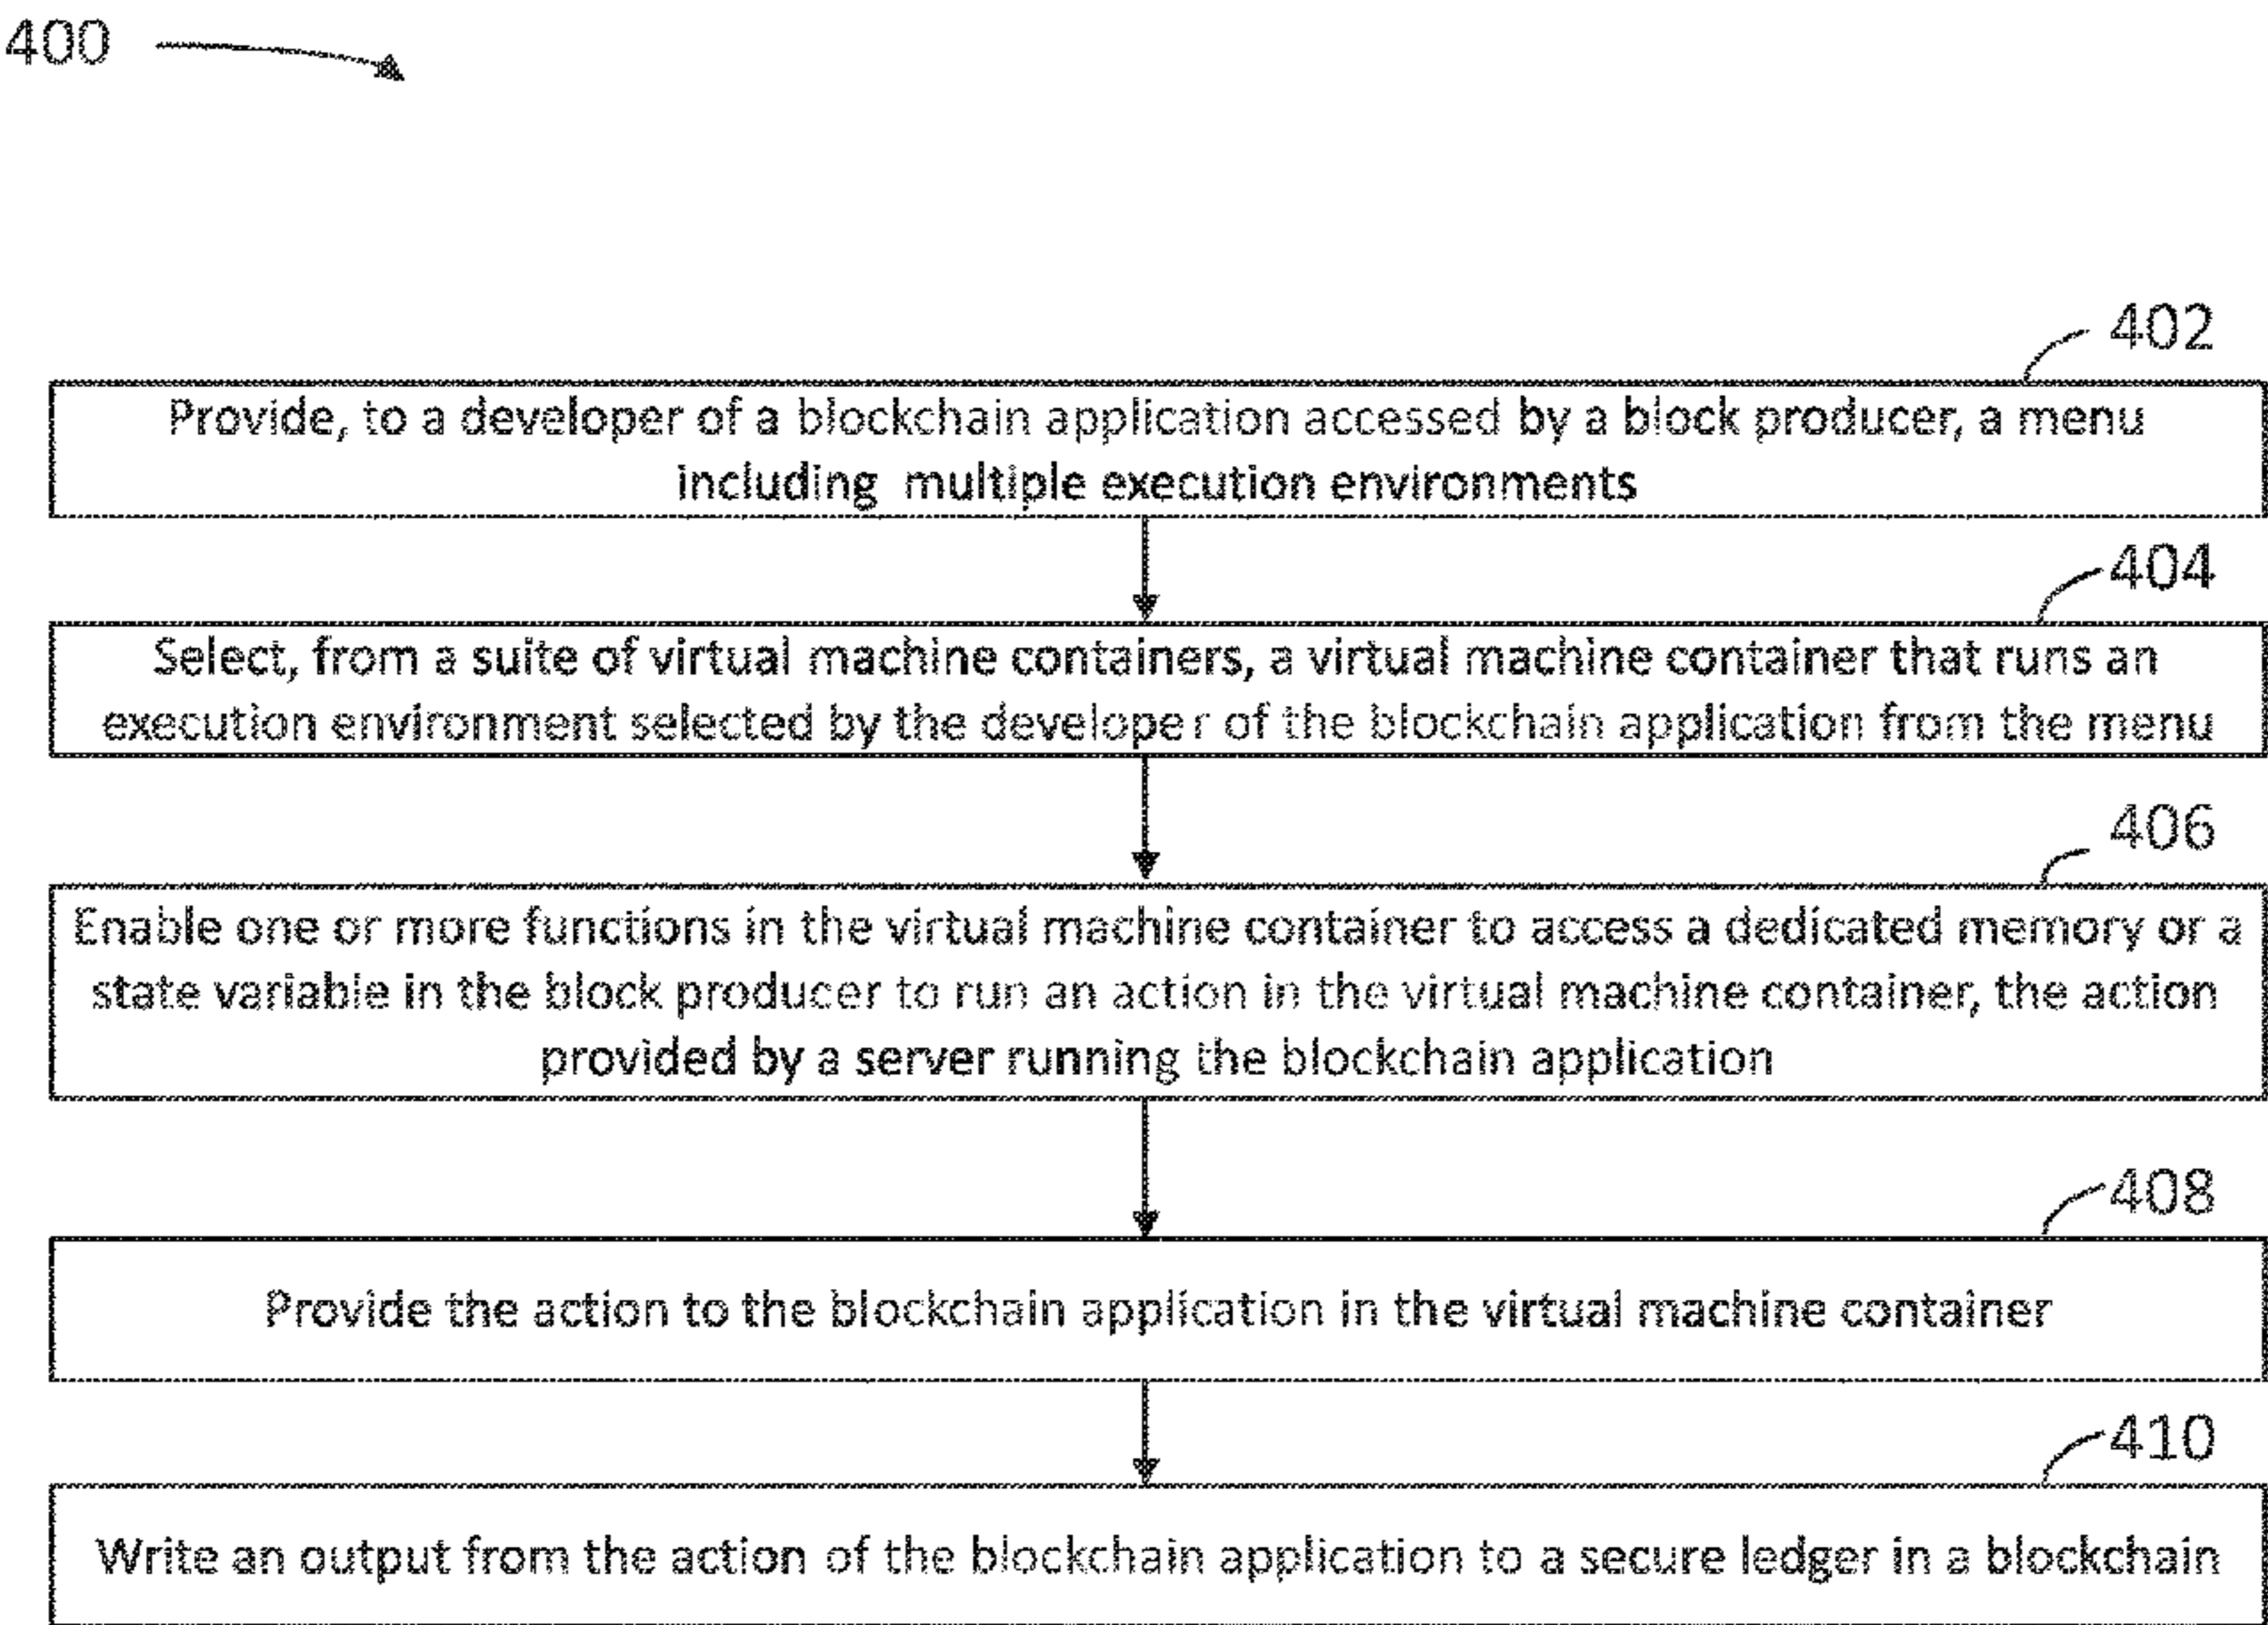 400
402
Provide, to a developer of a blockchain application accessed by a block producer, a menu
including multiple execution environments
404
Select, from a suite of virtual machine containers, a virtual machine container that runs an
execution environment selected by the developer of the blockchain application from the menu
406
Enable one or more functions in the virtual machine container to access a dedicated memory or a
state variable in the block producer to run an action in the virtual machine container, the action
provided by a server running the blockchain application
408
Provide the action to the blockchain application in the virtual machine container
410
Write an output from the action of the blockchain application to a secure ledger in a blockchain